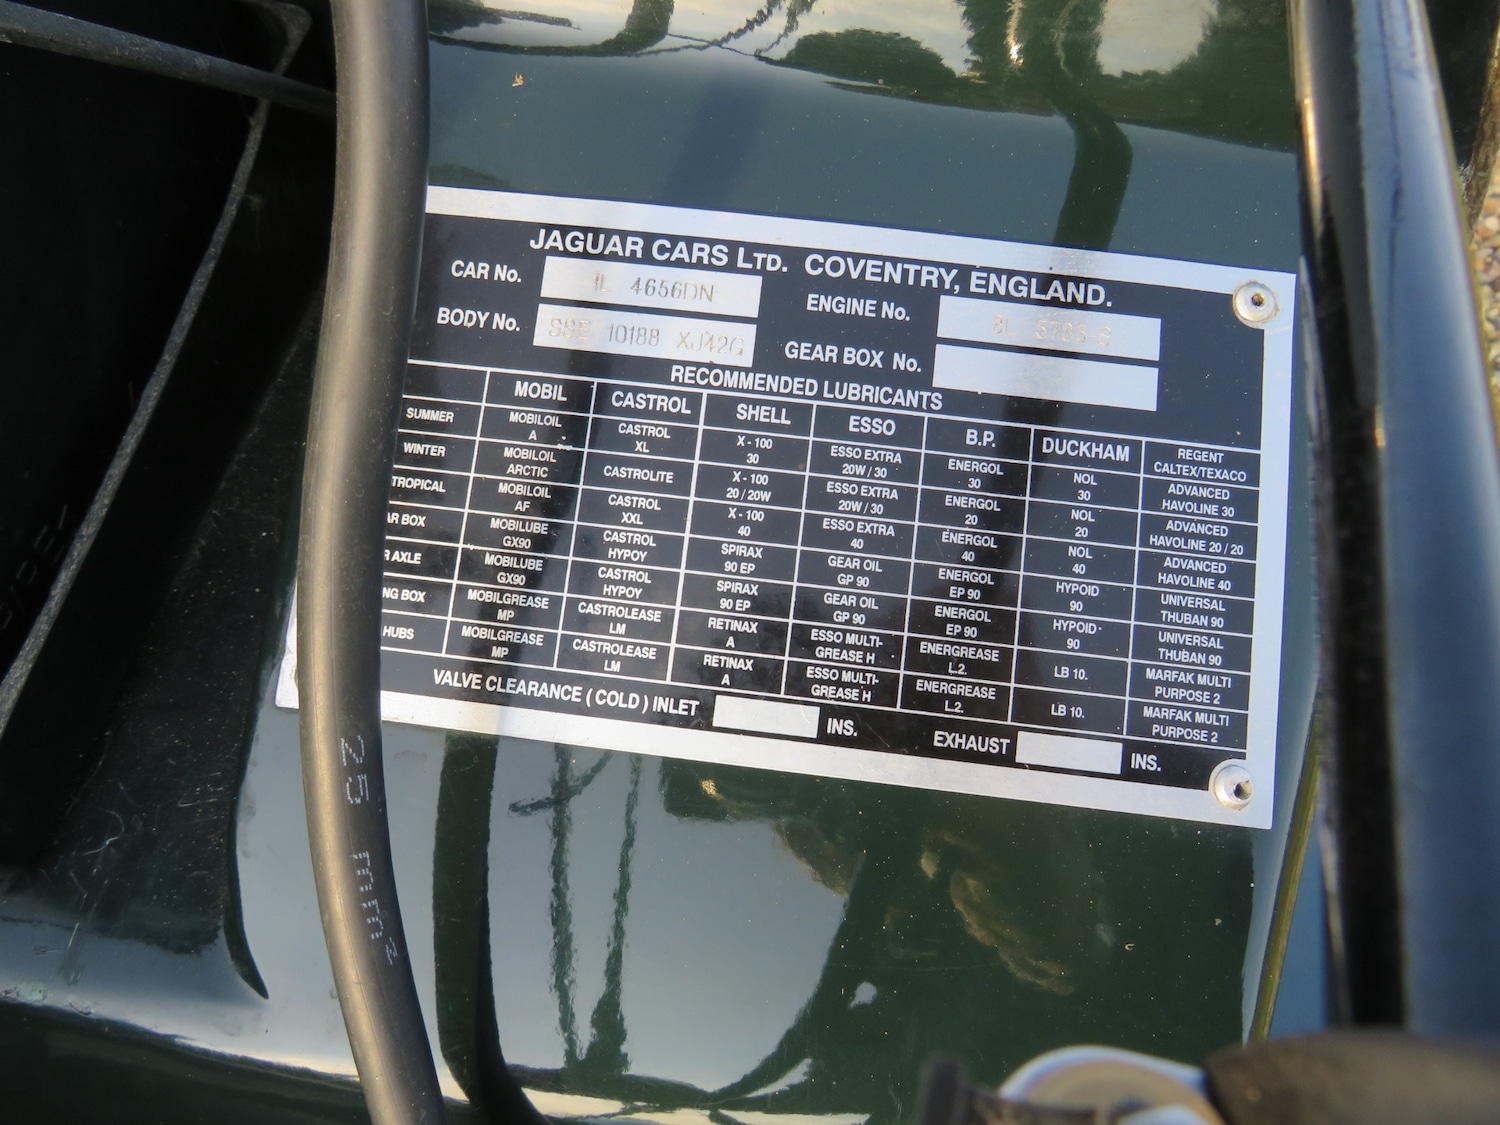 JAGUAR CARS LTD. COVENTRY, ENGLAND.
CAR No. 1L 4656DN ENGINE No.
BODY No. 10188 XJ42G GEAR BOX No.
RECOMMENDED LUBRICANTS
MOBIL CASTROL SHELL ESSO B.P. DUCKHAM REGENT CALTEX/TEXACO
SUMMER MOBILOIL A CASTROL XL X-100 30 ESSO EXTRA 20W/30 ENERGOL 30 NOL 30 ADVANCED HAVOLINE 30
WINTER MOBILOIL ARCTIC CASTROLITE X-100 20/20W ESSO EXTRA 20W/30 ENERGOL 20 NOL 20 ADVANCED HAVOLINE 20/20
TROPICAL MOBILOIL AF CASTROL XXL X-100 40 ESSO EXTRA 40 ENERGOL 40 NOL 40 ADVANCED HAVOLINE 40
AR BOX MOBILUBE GX90 CASTROL HYPOY SPIRAX 90 EP GEAR OIL GP 90 ENERGOL EP 90 HYPOID 90 UNIVERSAL THUBAN 90
R AXLE MOBILUBE GX90 CASTROL HYPOY SPIRAX 90 EP GEAR OIL GP 90 ENERGOL EP 90 HYPOID 90 UNIVERSAL THUBAN 90
NG BOX MOBILGREASE MP CASTROLEASE LM RETINAX A ESSO MULTI-GREASE H ENERGREASE L.2. LB 10. MARFAK MULTI PURPOSE 2
HUBS MOBILGREASE MP CASTROLEASE LM RETINAX A ESSO MULTI-GREASE H ENERGREASE L.2. LB 10. MARFAK MULTI PURPOSE 2
VALVE CLEARANCE (COLD) INLET INS. EXHAUST INS.
25 mm²